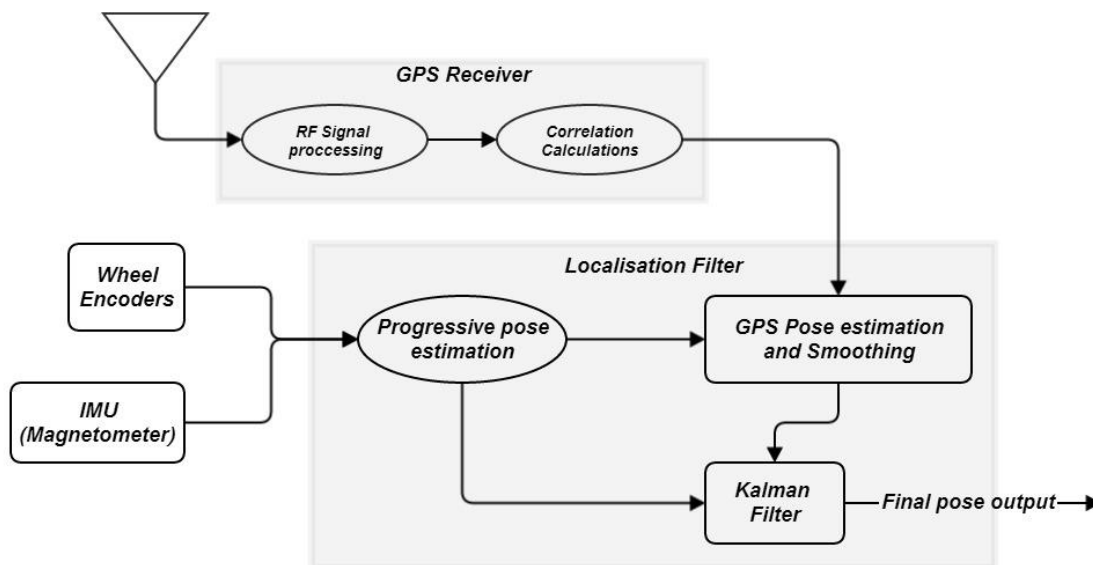 GPS Receiver
RF Signal
proccessing
Correlation
Calculations
Localisation Filter
Wheel
Encoders
Progressive pose
estimation
GPS Pose estimation
and Smoothing
IMU
(Magnetometer)
Kalman
Filter
Final pose output